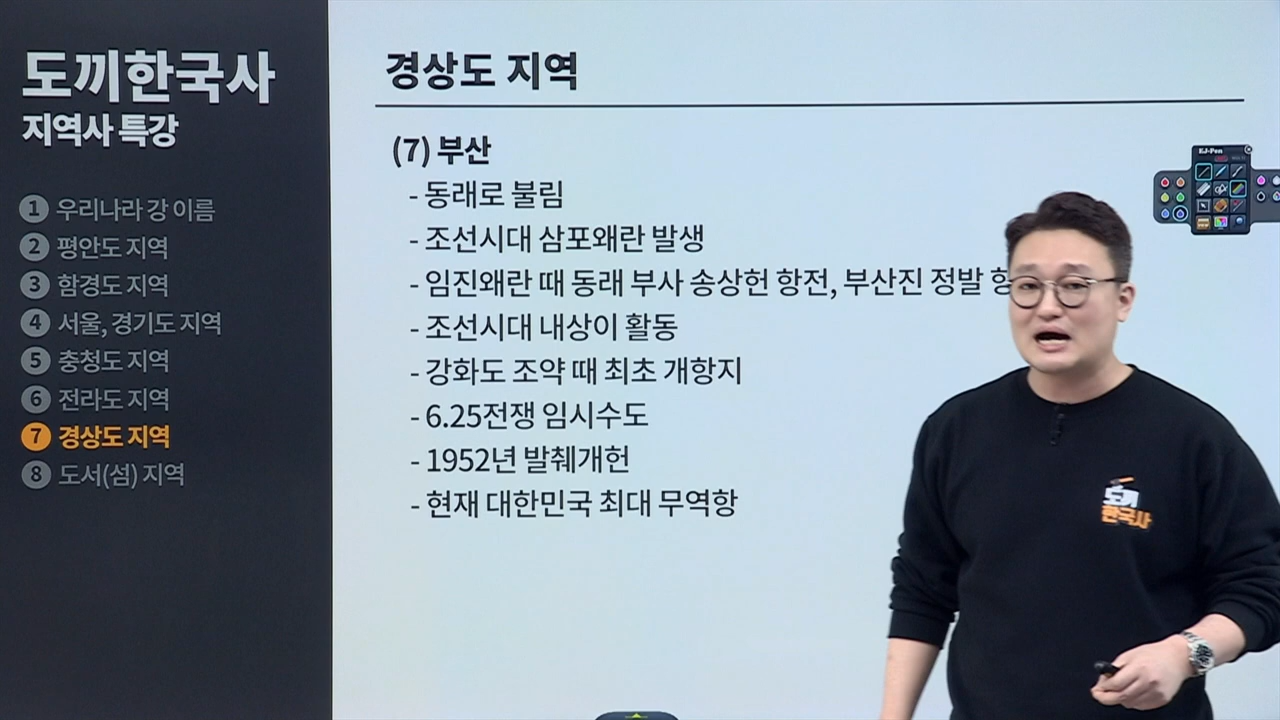 도끼한국사
지역사 특강
1 우리나라 강 이름
2 평안도 지역
3 함경도 지역
4 서울, 경기도 지역
5 충청도 지역
6 전라도 지역
7 경상도 지역
8 도서(섬) 지역
경상도 지역
(7) 부산
- 동래로 불림
- 조선시대 삼포왜란 발생
- 임진왜란 때 동래 부사 송상헌 항전, 부산진 정발
- 조선시대 내상이 활동
- 강화도 조약 때 최초 개항지
- 6.25전쟁 임시수도
- 1952년 발췌개헌
- 현재 대한민국 최대 무역항
EJ-Pen
도끼
한국사